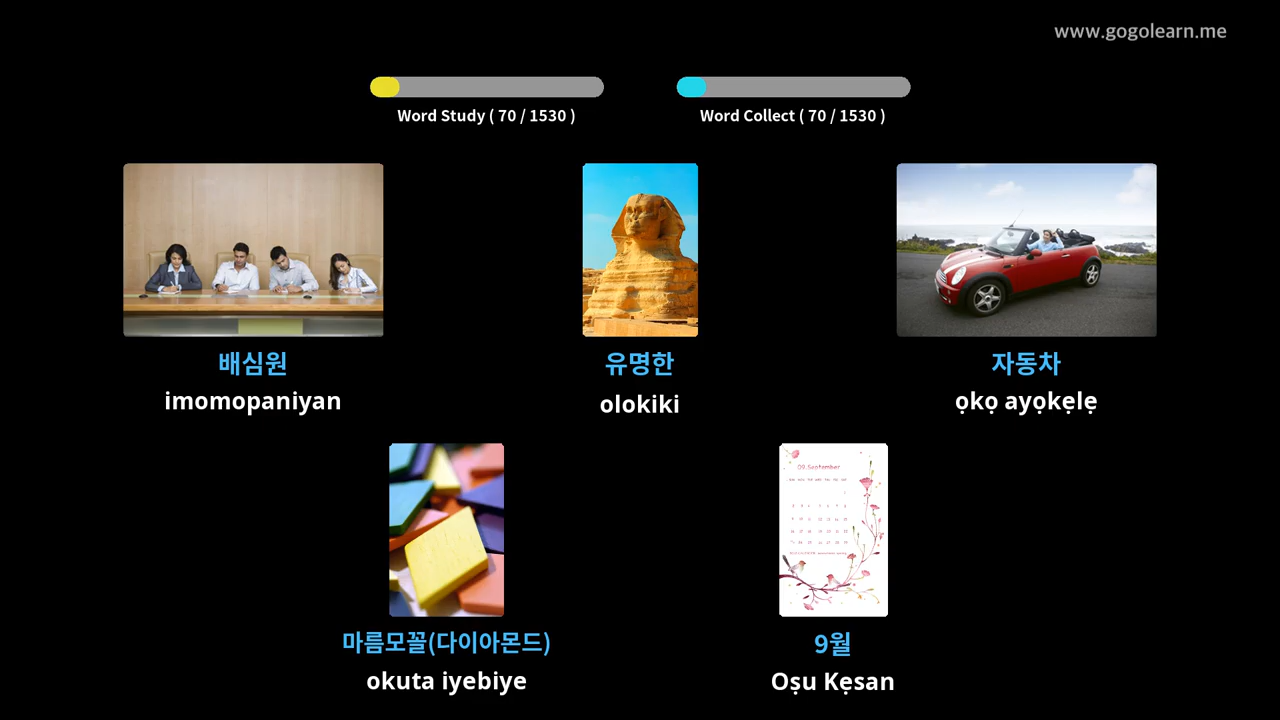 www.gogolearn.me
Word Study ( 70 / 1530 )
Word Collect ( 70 / 1530 )
배심원
imomopaniyan
유명한
olokiki
자동차
ọkọ ayọkẹlẹ
09.September
마름모꼴(다이아몬드)
okuta iyebiye
9월
Oṣu Kẹsan